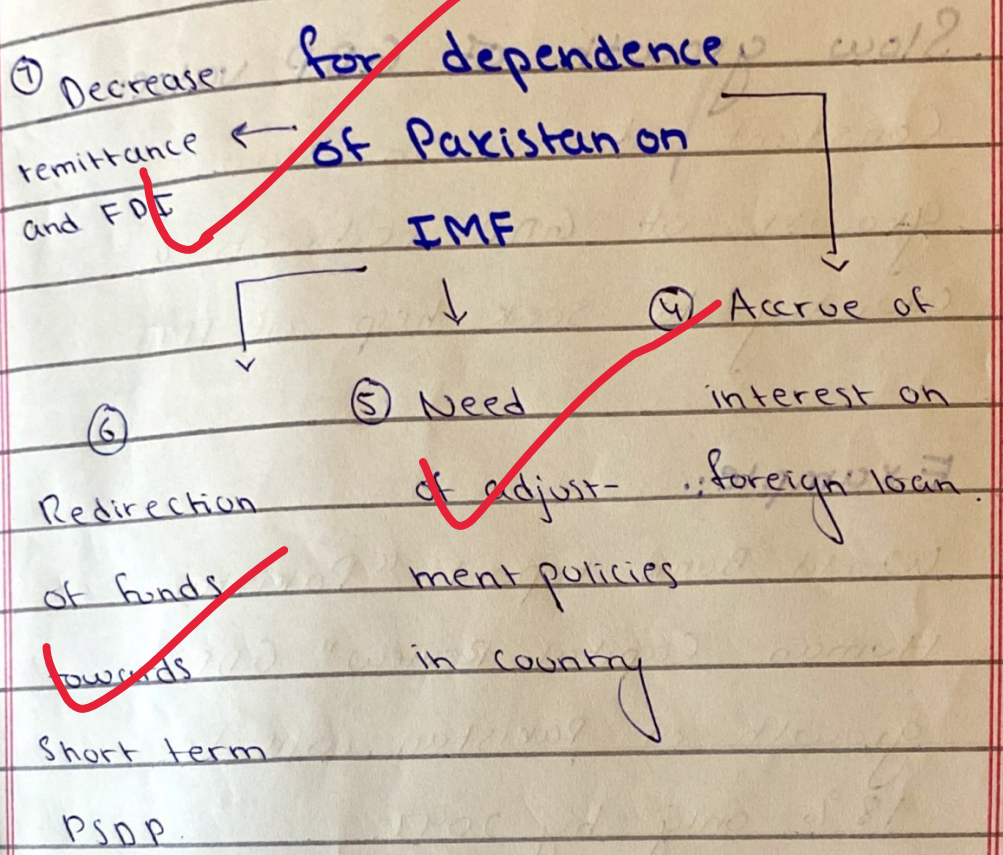 for dependence
of Pakistan on
IMF
④ Accrue of
interest on
foreign loan.
⑤ Need
of adjust-
ment policies
in country
⑥
Redirection
of funds
towards
Short term
PSDP.
⑦ Decrease
remittance
and FDI